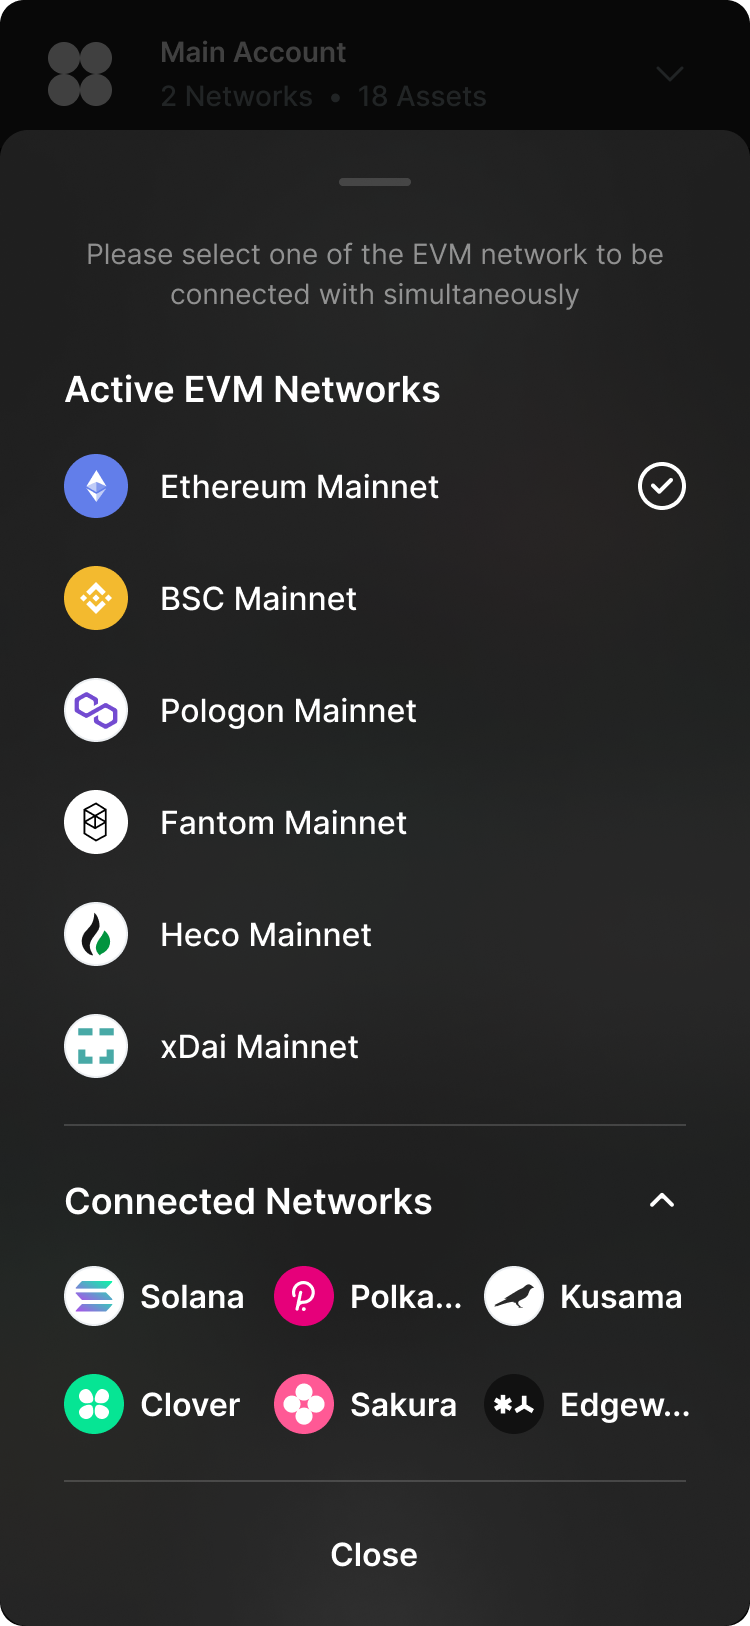 Main Account
2 Networks • 18 Assets
Please select one of the EVM network to be
connected with simultaneously
Active EVM Networks
Ethereum Mainnet
BSC Mainnet
Pologon Mainnet
Fantom Mainnet
Heco Mainnet
xDai Mainnet
Connected Networks
Solana Polka... Kusama
Clover Sakura Edgew...
Close